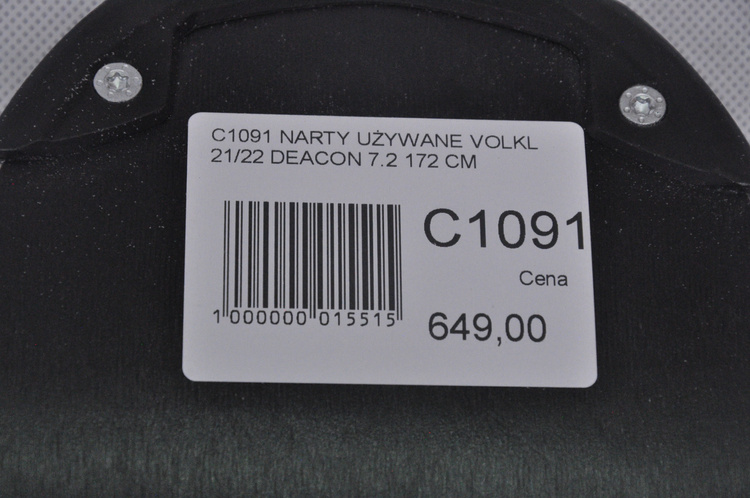 C1091 NARTY UŻYWANE VOLKL
21/22 DEACON 7.2 172 CM
C1091
Cena
1 000000 015515
649,00